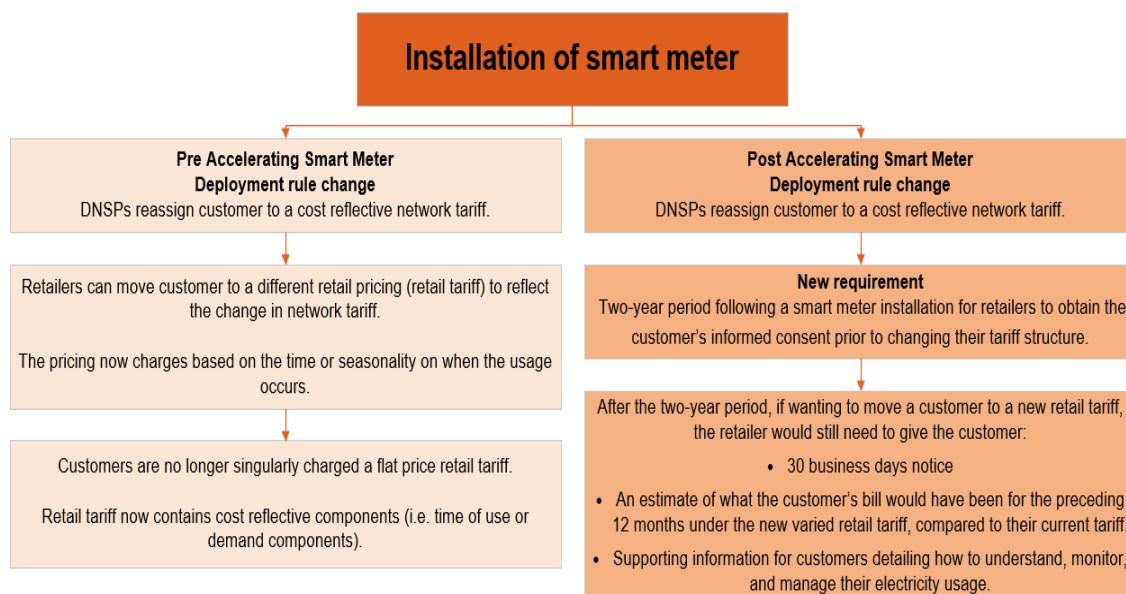 Installation of smart meter
Pre Accelerating Smart Meter
Deployment rule change
DNSPs reassign customer to a cost reflective network tariff.
Retailers can move customer to a different retail pricing (retail tariff) to reflect
the change in network tariff.
The pricing now charges based on the time or seasonality on when the usage
occurs.
Customers are no longer singularly charged a flat price retail tariff.
Retail tariff now contains cost reflective components (i.e. time of use or
demand components).
Post Accelerating Smart Meter
Deployment rule change
DNSPs reassign customer to a cost reflective network tariff.
New requirement
Two-year period following a smart meter installation for retailers to obtain the
customer’s informed consent prior to changing their tariff structure.
After the two-year period, if wanting to move a customer to a new retail tariff,
the retailer would still need to give the customer:
• 30 business days notice
• An estimate of what the customer’s bill would have been for the preceding
12 months under the new varied retail tariff, compared to their current tariff.
• Supporting information for customers detailing how to understand, monitor,
and manage their electricity usage.